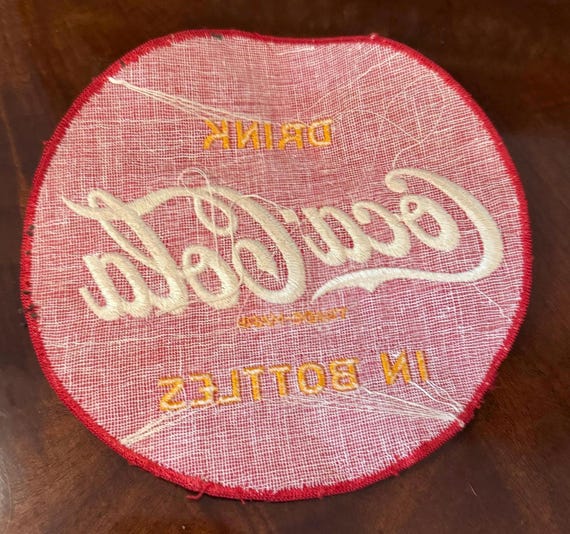 DRINK
Coca-Cola
IN BOTTLES